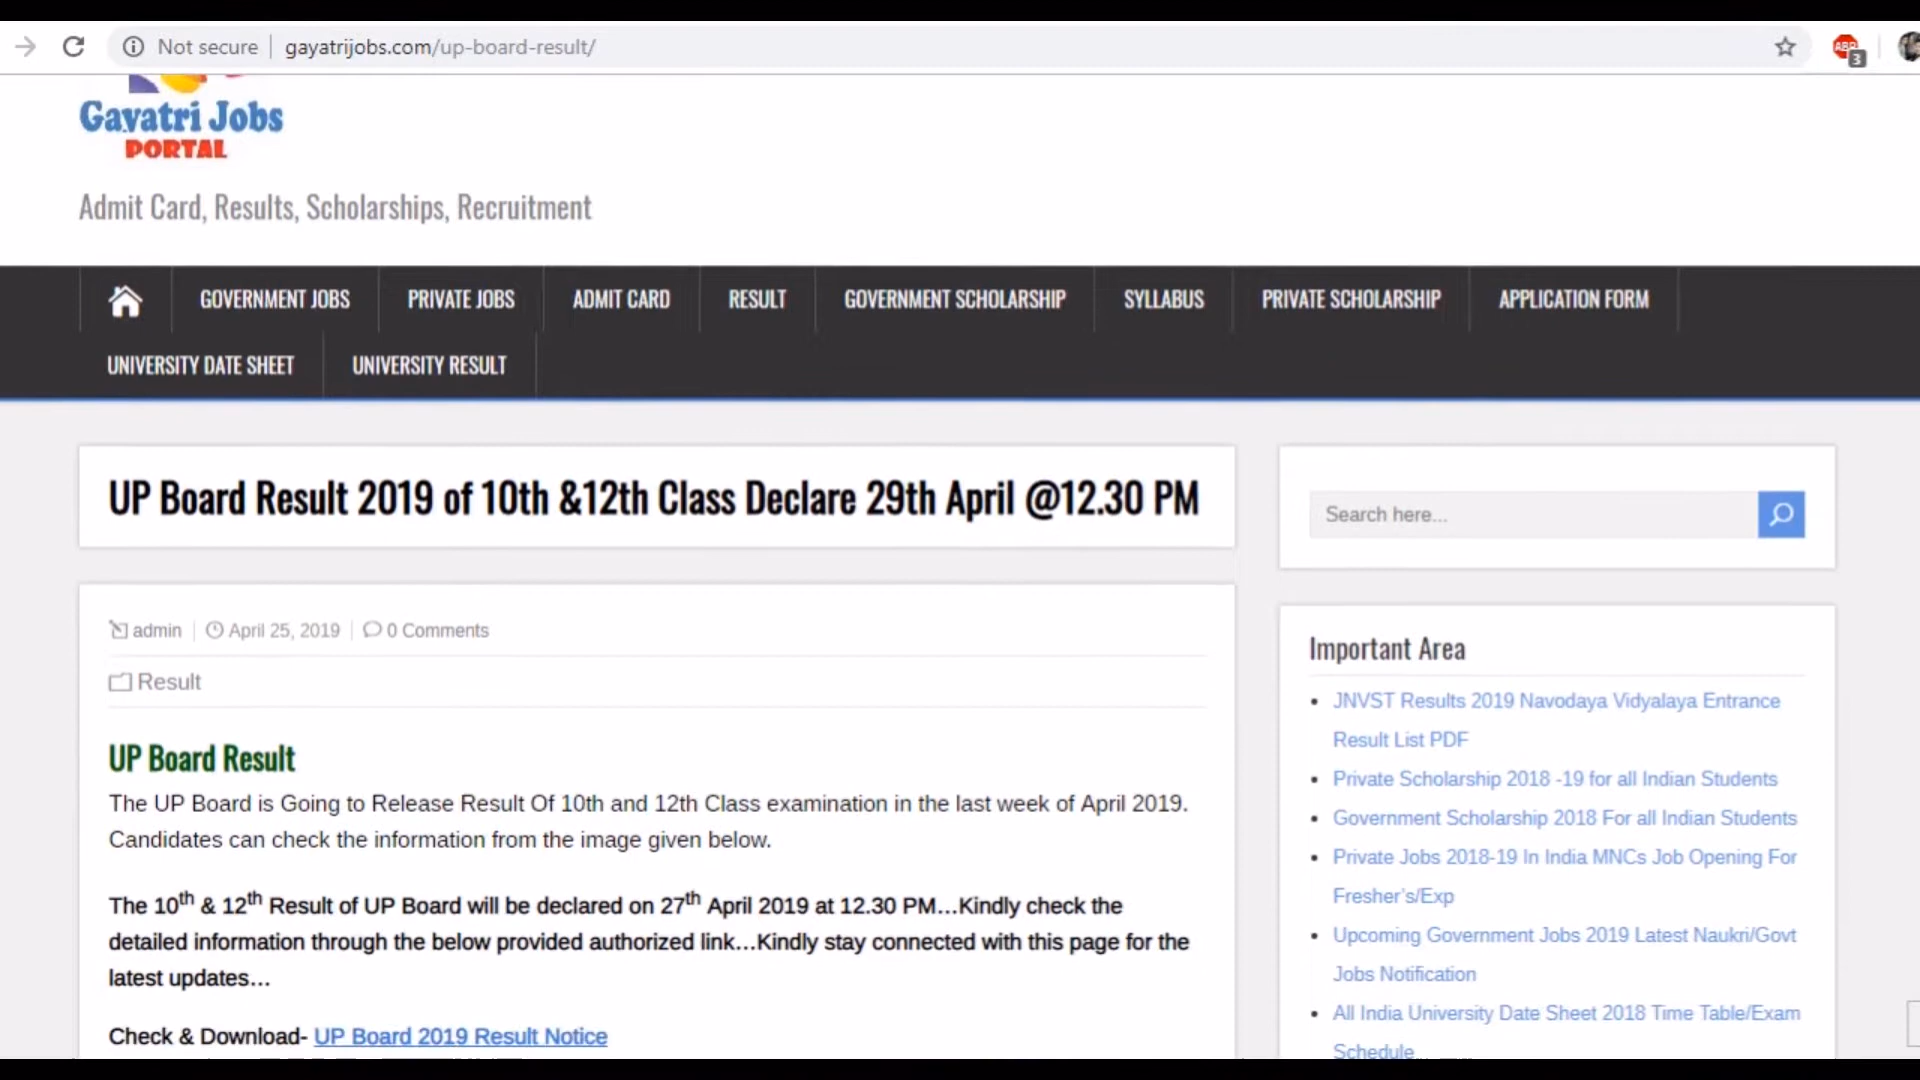 Not secure
gayatrijobs.com/up-board-result/
ABP
3
Gayatri Jobs
PORTAL
Admit Card, Results, Scholarships, Recruitment
GOVERNMENT JOBS PRIVATE JOBS ADMIT CARD RESULT GOVERNMENT SCHOLARSHIP SYLLABUS PRIVATE SCHOLARSHIP APPLICATION FORM
UNIVERSITY DATE SHEET UNIVERSITY RESULT
UP Board Result 2019 of 10th &12th Class Declare 29th April @12.30 PM
admin April 25, 2019 0 Comments
Result
UP Board Result
The UP Board is Going to Release Result Of 10th and 12th Class examination in the last week of April 2019.
Candidates can check the information from the image given below.
The 10th & 12th Result of UP Board will be declared on 27th April 2019 at 12.30 PM…Kindly check the
detailed information through the below provided authorized link…Kindly stay connected with this page for the
latest updates…
Check & Download- UP Board 2019 Result Notice
Search here...
Important Area
JNVST Results 2019 Navodaya Vidyalaya Entrance
Result List PDF
Private Scholarship 2018 -19 for all Indian Students
Government Scholarship 2018 For all Indian Students
Private Jobs 2018-19 In India MNCs Job Opening For
Fresher’s/Exp
Upcoming Government Jobs 2019 Latest Naukri/Govt
Jobs Notification
All India University Date Sheet 2018 Time Table/Exam
Schedule